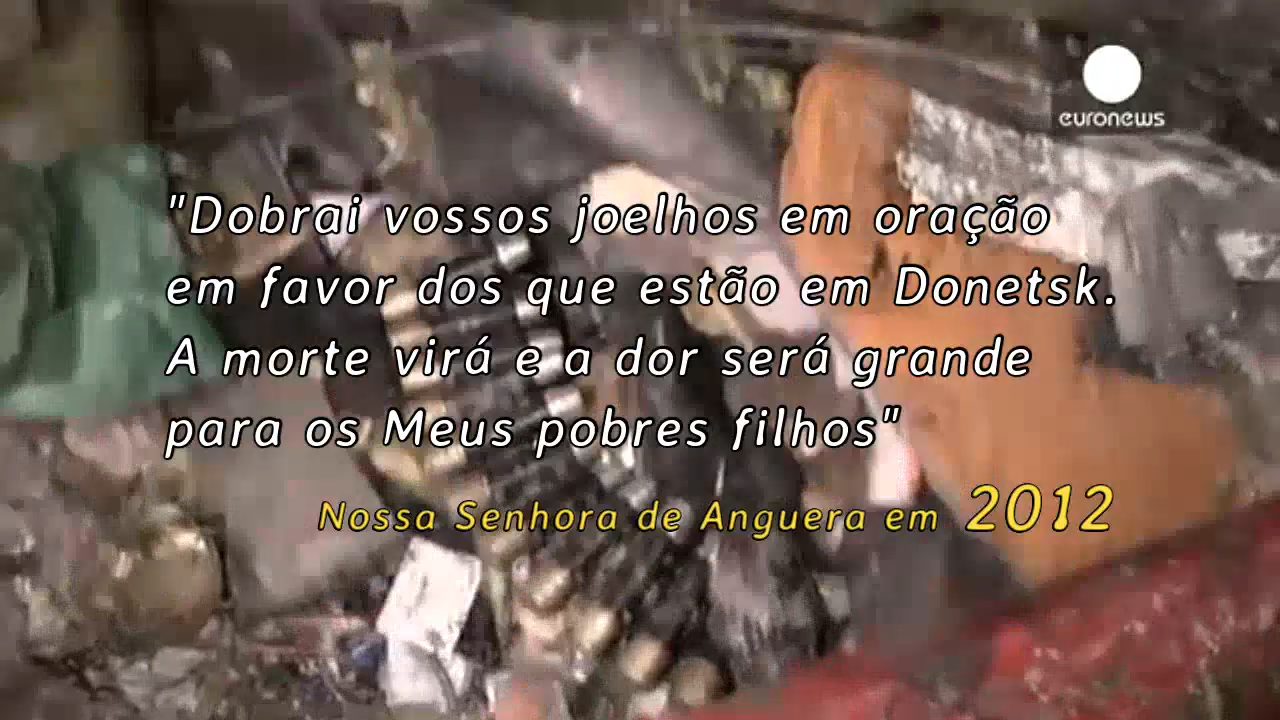 euronews
"Dobrai vossos joelhos em oração
em favor dos que estão em Donetsk.
A morte virá e a dor será grande
para os Meus pobres filhos"
Nossa Senhora de Anguera em 2012